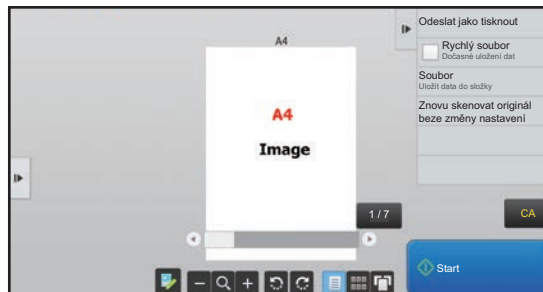 A4
A4
Image
1 / 7
Odeslat jako tisknout
Rychlý soubor
Dočasné uložení dat
Soubor
Uložit data do složky
Znovu skenovat originál
beze změny nastavení
CA
Start